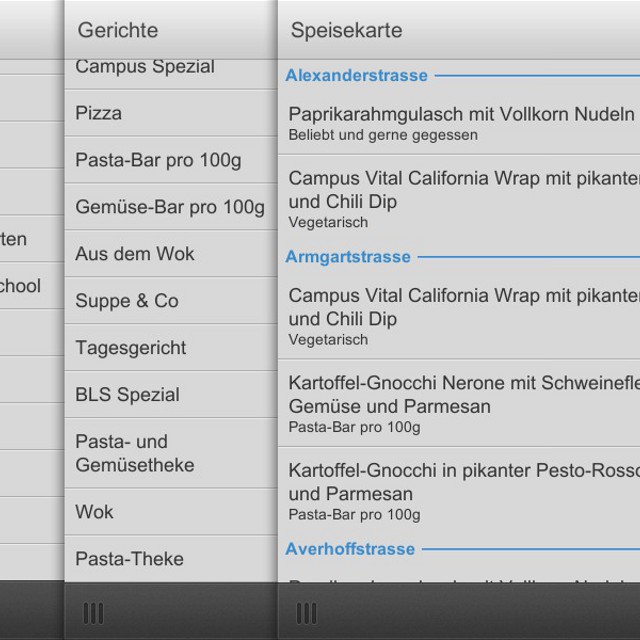 ten
chool
Gerichte
Campus Spezial
Pizza
Pasta-Bar pro 100g
Gemüse-Bar pro 100g
Aus dem Wok
Suppe & Co
Tagesgericht
BLS Spezial
Pasta- und
Gemüsetheke
Wok
Pasta-Theke
Speisekarte
Alexanderstrasse
Paprikarahmgulasch mit Vollkorn Nudeln
Beliebt und gerne gegessen
Campus Vital California Wrap mit pikante
und Chili Dip
Vegetarisch
Armgartstrasse
Campus Vital California Wrap mit pikante
und Chili Dip
Vegetarisch
Kartoffel-Gnocchi Nerone mit Schweinefle
Gemüse und Parmesan
Pasta-Bar pro 100g
Kartoffel-Gnocchi in pikanter Pesto-Rosso
und Parmesan
Pasta-Bar pro 100g
Averhoffstrasse